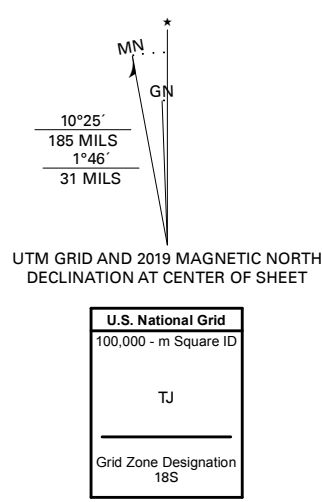 ★
MN
GN
10°25´
185 MILS
1°46´
31 MILS
UTM GRID AND 2019 MAGNETIC NORTH
DECLINATION AT CENTER OF SHEET
U.S. National Grid
100,000 - m Square ID
TJ
Grid Zone Designation
18S